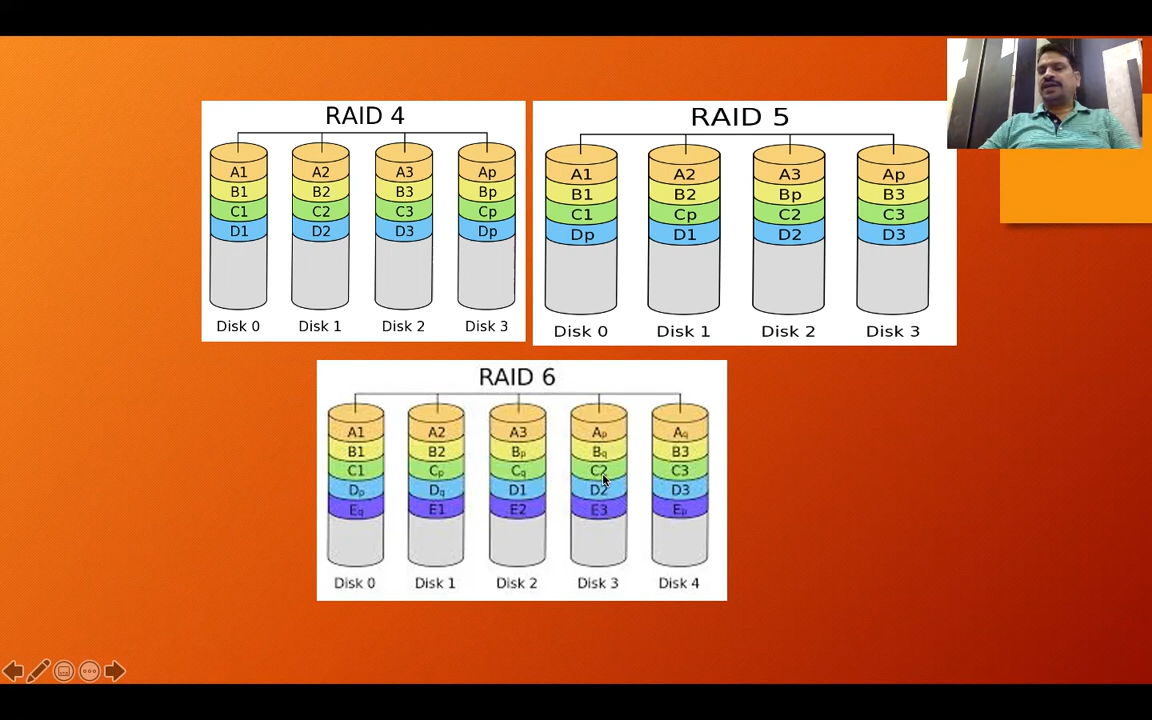 RAID 4
A1 A2 A3 Ap
B1 B2 B3 Bp
C1 C2 C3 Cp
D1 D2 D3 Dp
Disk 0 Disk 1 Disk 2 Disk 3
RAID 5
A1 A2 A3 Ap
B1 B2 Bp B3
C1 Cp C2 C3
Dp D1 D2 D3
Disk 0 Disk 1 Disk 2 Disk 3
RAID 6
A1 A2 A3 Ap Aq
B1 B2 Bp Bq B3
C1 Cp Cq C2 C3
Dp Dq D1 D2 D3
Eq E1 E2 E3 Ep
Disk 0 Disk 1 Disk 2 Disk 3 Disk 4